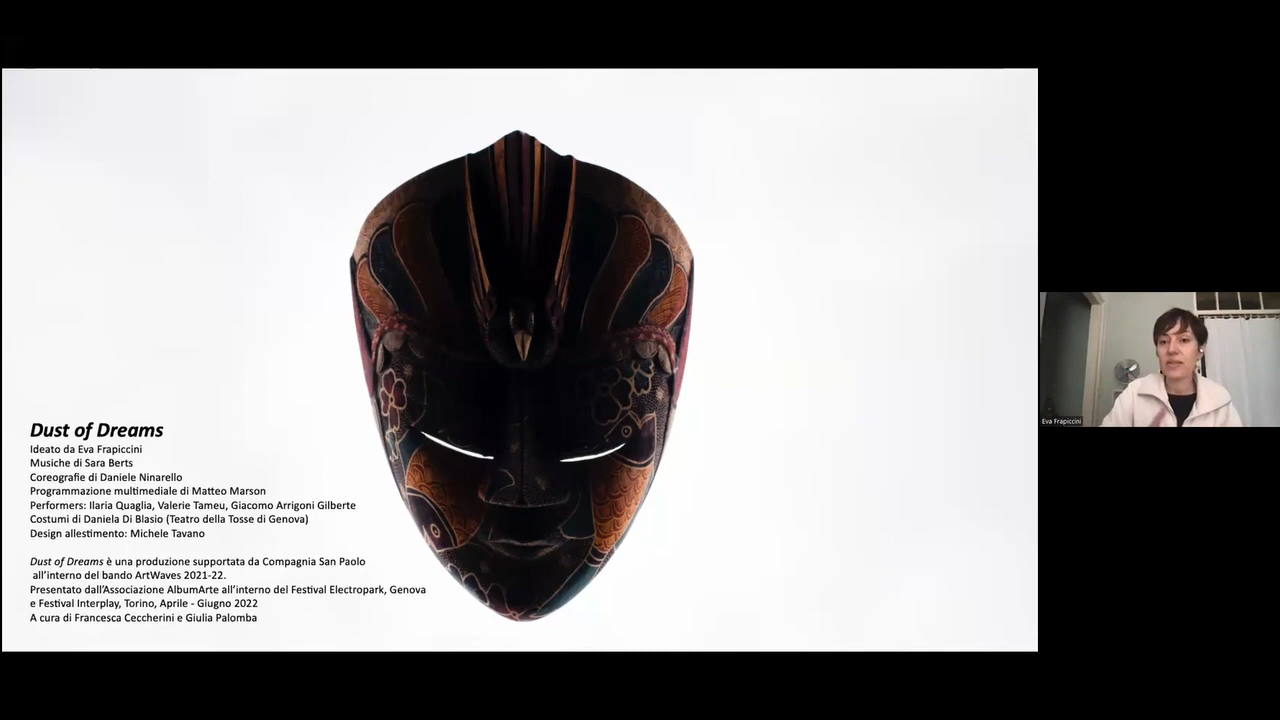 Dust of Dreams
Ideato da Eva Frapiccini
Musiche di Sara Berts
Coreografie di Daniele Ninarello
Programmazione multimediale di Matteo Marson
Performers: Ilaria Quaglia, Valerie Tameu, Giacomo Arrigoni Gilberte
Costumi di Daniela Di Blasio (Teatro della Tosse di Genova)
Design allestimento: Michele Tavano
Dust of Dreams è una produzione supportata da Compagnia San Paolo
all'interno del bando ArtWaves 2021-22.
Presentato dall'Associazione AlbumArte all'interno del Festival Electropark, Genova
e Festival Interplay, Torino, Aprile - Giugno 2022
A cura di Francesca Ceccherini e Giulia Palomba
Eva Frapiccini